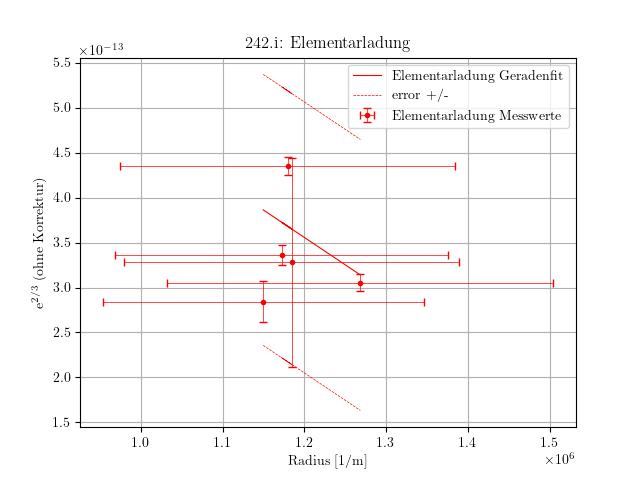 242.i: Elementarladung
×10⁻¹³
Elementarladung Geradenfit
error +/-
Elementarladung Messwerte
5.5
5.0
4.5
4.0
3.5
3.0
2.5
2.0
1.5
e^{2/3} (ohne Korrektur)
1.0 1.1 1.2 1.3 1.4 1.5
Radius [1/m]
×10⁶